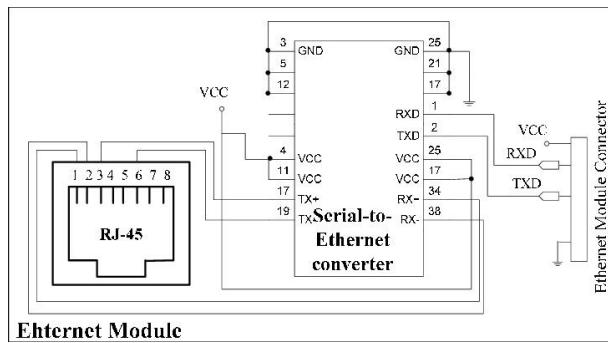 3 GND
5
12
VCC
4 VCC
11 VCC
17 TX+
19 TX-
GND 25
21
17
RXD 1
TXD 2
VCC 25
VCC 17
RX- 34
RX- 38
Serial-to-
Ethernet
converter
1 2 3 4 5 6 7 8
RJ-45
VCC
RXD
TXD
Ethernet Module Connector
Ehternet Module